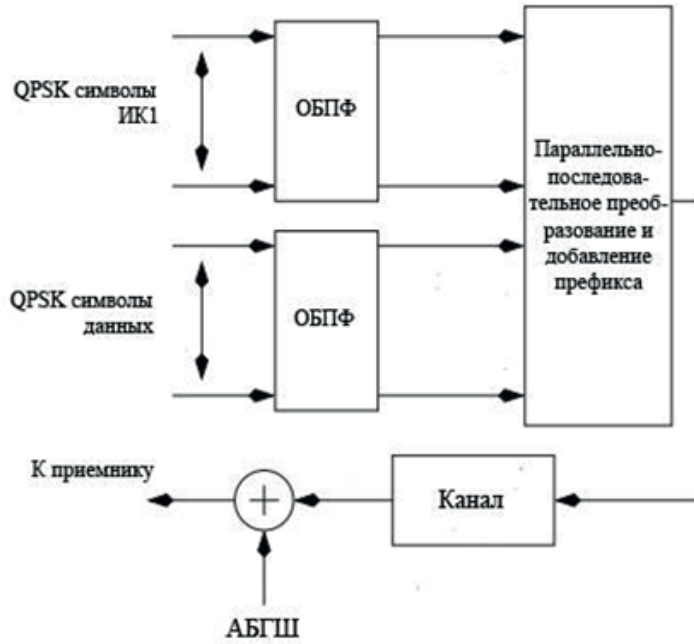 QPSK символы
ИК1
ОБПФ
Параллельно-
последова-
тельное преоб-
разование и
добавление
префикса
QPSK символы
данных
ОБПФ
К приемнику
Канал
АБГШ